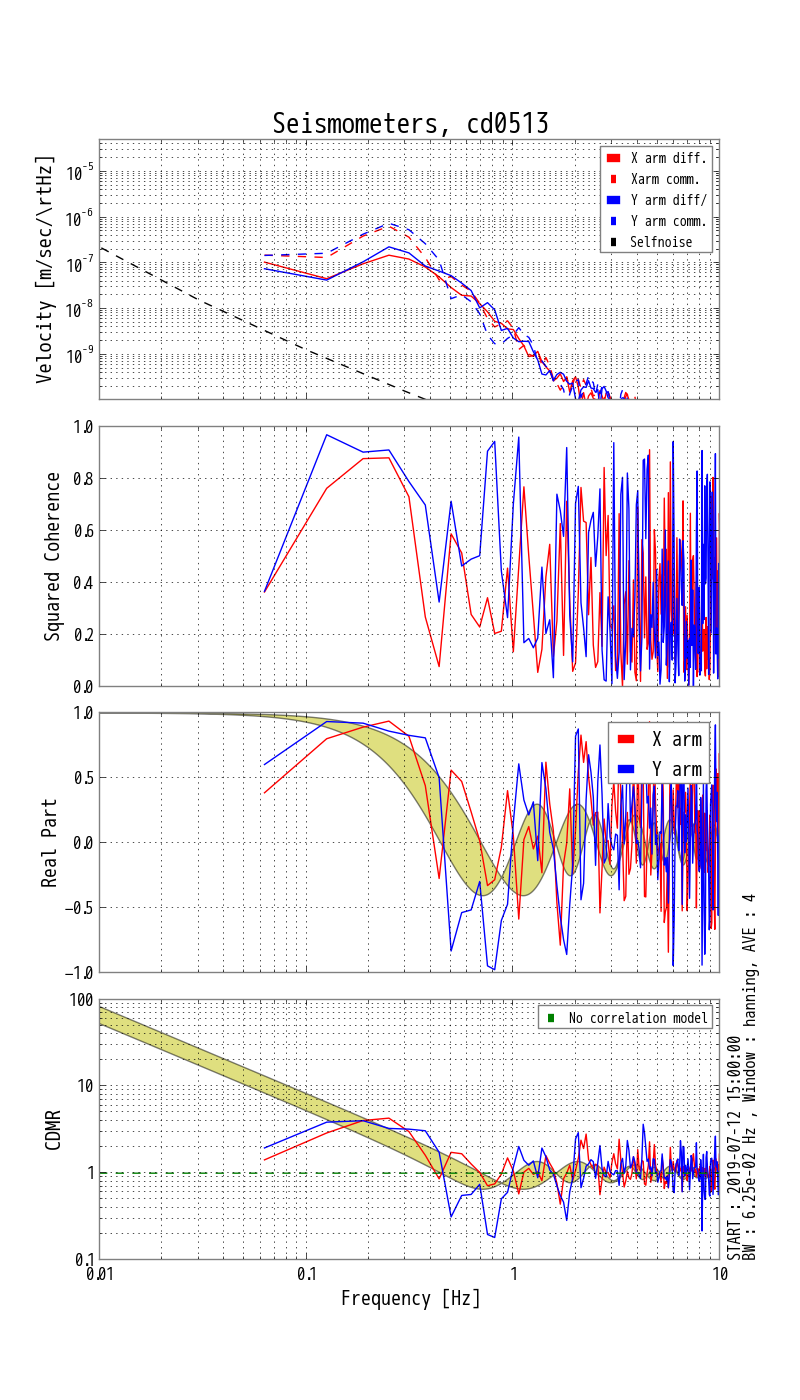 Seismometers, cd0513
Velocity [m/sec/\rtHz]
10^-5
10^-6
10^-7
10^-8
10^-9
X arm diff.
Xarm comm.
Y arm diff/
Y arm comm.
Selfnoise
Squared Coherence
1.0
0.8
0.6
0.4
0.2
0.0
Real Part
1.0
0.5
0.0
−0.5
−1.0
X arm
Y arm
CDMR
100
10
1
0.1
No correlation model
0.01
0.1
1
10
Frequency [Hz]
START : 2019-07-12 15:00:00
BW : 6.25e-02 Hz , Window : hanning, AVE : 4